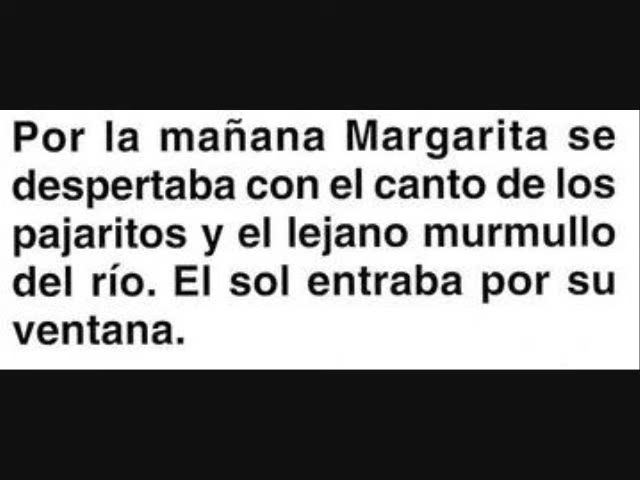 Por la mañana Margarita se
despertaba con el canto de los
pajaritos y el lejano murmullo
del río. El sol entraba por su
ventana.